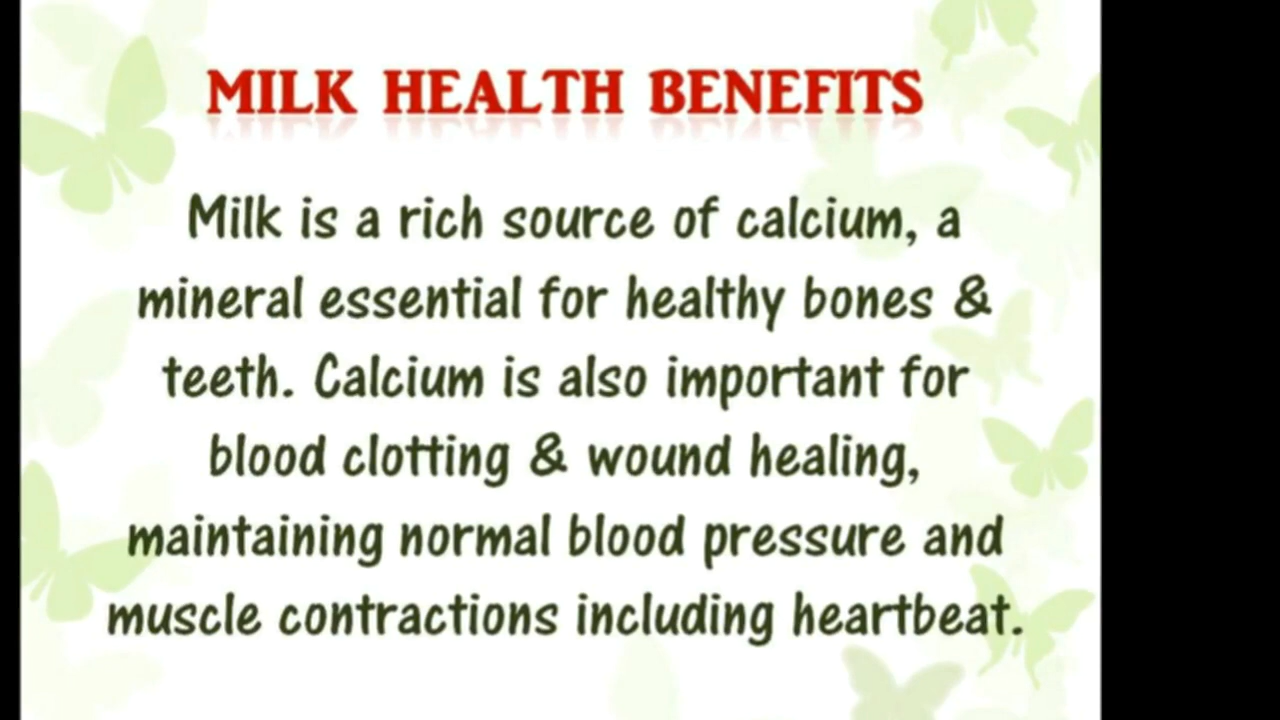 MILK HEALTH BENEFITS
Milk is a rich source of calcium, a
mineral essential for healthy bones &
teeth. Calcium is also important for
blood clotting & wound healing,
maintaining normal blood pressure and
muscle contractions including heartbeat.